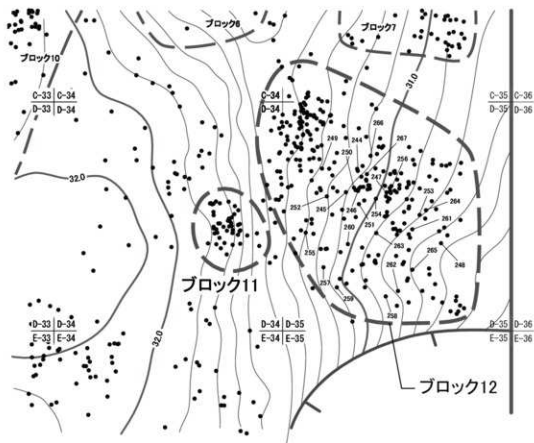 ブロック6
ブロック7
ブロック10
31.0
C-33 C-34
D-33 D-34
C-34
D-34
C-35 C-36
D-35 D-36
266
249 244 267
250 256
247
253
264
252 245 246 254
261
260 251
263
255 248
262 265
257
259
258
32.0
ブロック11
32.0
D-33 D-34
E-33 E-34
D-34 D-35
E-34 E-35
D-35 D-36
E-35 E-36
ブロック12